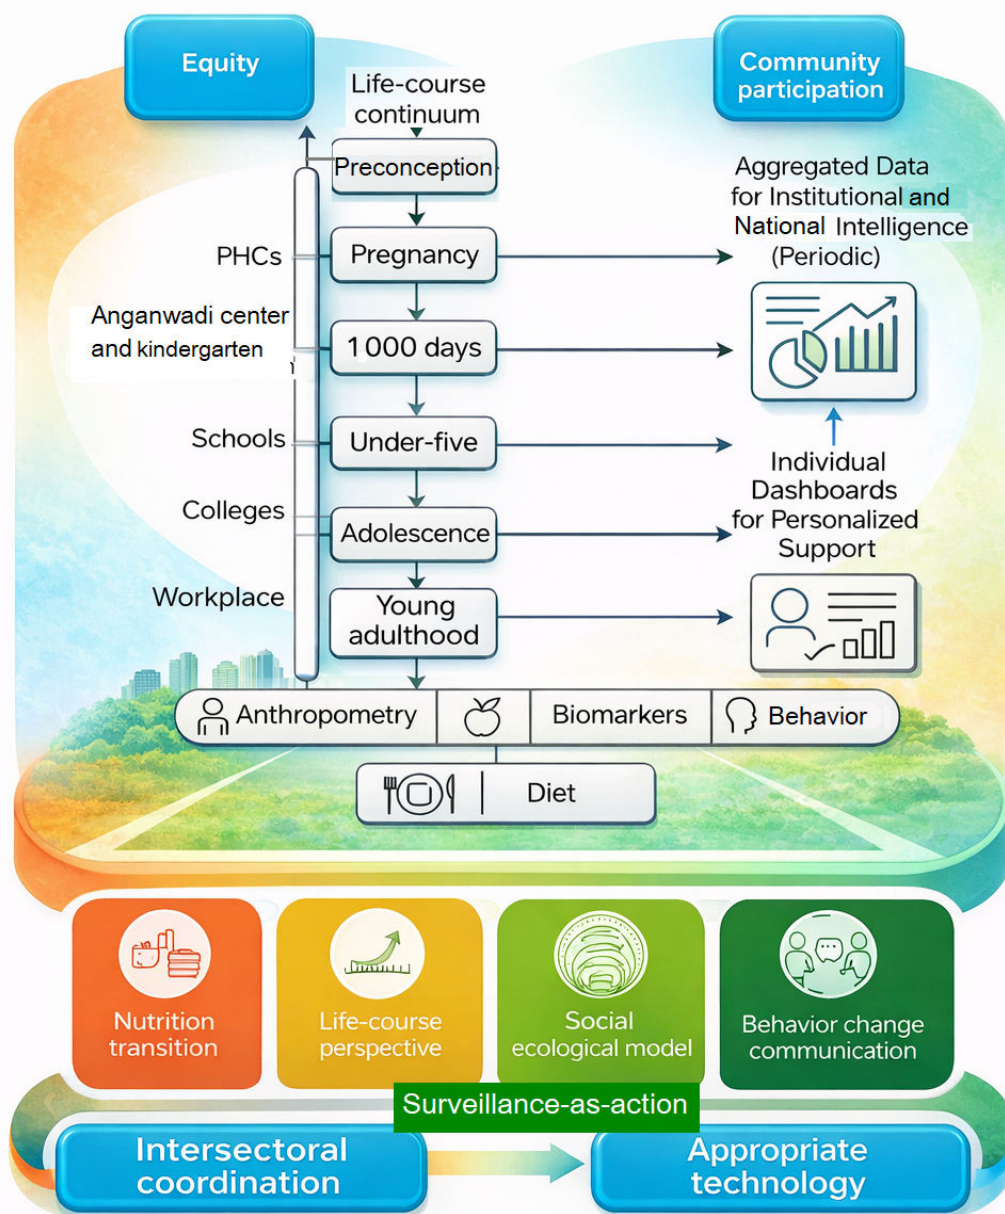 Equity
Community
participation
Life-course
continuum
Preconception
Aggregated Data
for Institutional and
National Intelligence
(Periodic)
PHCs
Pregnancy
Anganwadi center
and kindergarten
1000 days
Schools
Under-five
Individual
Dashboards
for Personalized
Support
Colleges
Adolescence
Workplace
Young
adulthood
Anthropometry
Biomarkers
Behavior
Diet
Nutrition
transition
Life-course
perspective
Social
ecological model
Behavior change
communication
Surveillance-as-action
Intersectoral
coordination
Appropriate
technology